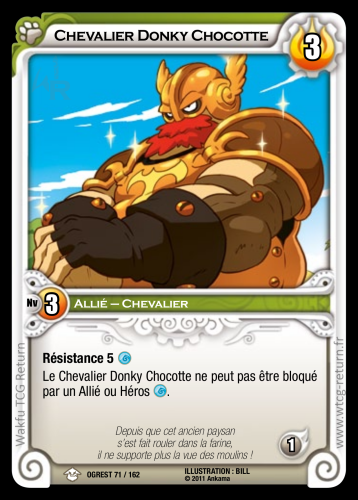 CHEVALIER DONKY CHOCOTTE
3
Nv 3 ALLIÉ – CHEVALIER
Résistance 5
Le Chevalier Donky Chocotte ne peut pas être bloqué
par un Allié ou Héros .
Depuis que cet ancien paysan
s'est fait rouler dans la farine,
il ne supporte plus la vue des moulins !
1
OGREST 71 / 162
ILLUSTRATION : BILL
© 2011 Ankama
Wakfu TCG Return
www.wtcg-return.fr